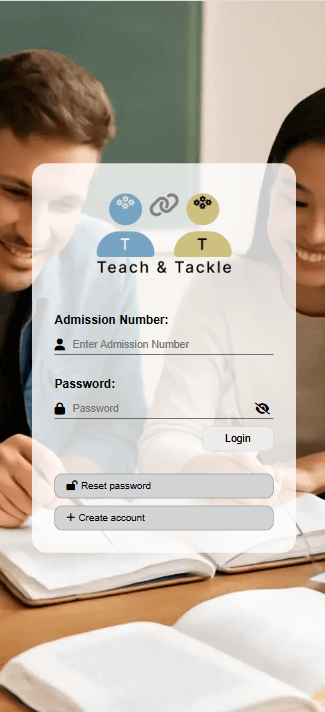 T T
Teach & Tackle
Admission Number:
Enter Admission Number
Password:
Password
Login
Reset password
Create account